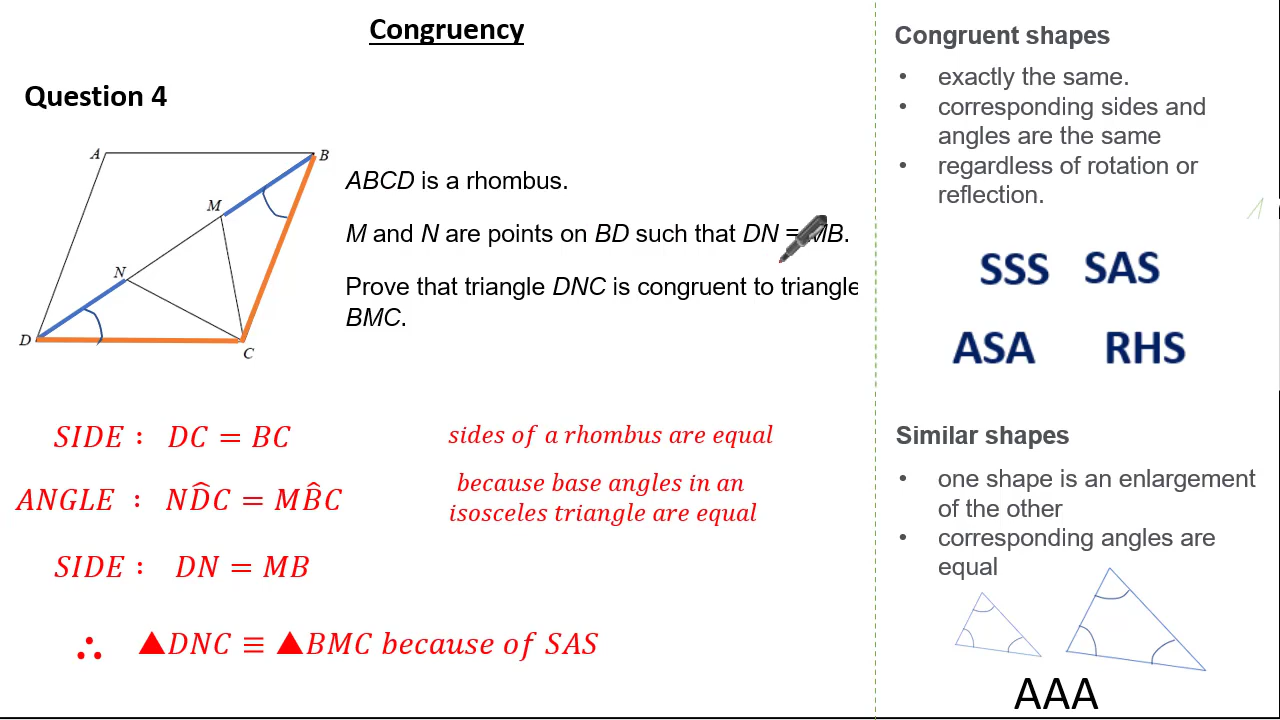 Congruency
Question 4
A
B
M
N
D
C
ABCD is a rhombus.
M and N are points on BD such that DN = MB.
Prove that triangle DNC is congruent to triangle
BMC.
SIDE : DC = BC
sides of a rhombus are equal
ANGLE : ND̂C = MB̂C
because base angles in an
isosceles triangle are equal
SIDE : DN = MB
∴ ▲DNC ≡ ▲BMC because of SAS
Congruent shapes
• exactly the same.
• corresponding sides and
angles are the same
• regardless of rotation or
reflection.
SSS SAS
ASA RHS
Similar shapes
• one shape is an enlargement
of the other
• corresponding angles are
equal
AAA